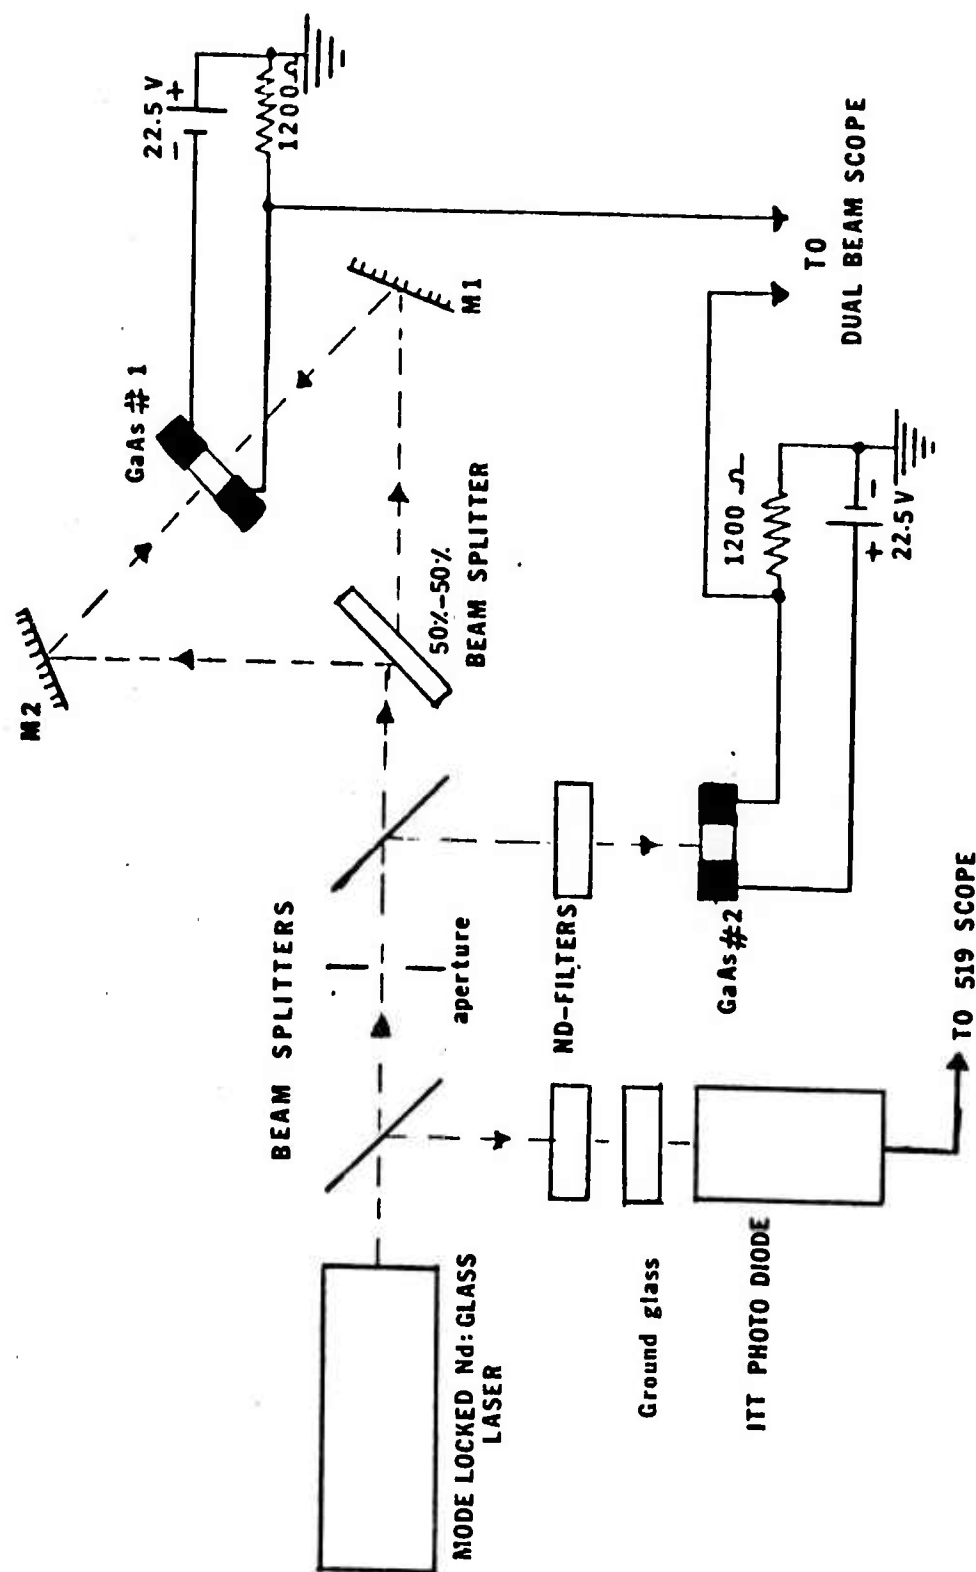 M2
GaAs #1
22.5 V
− +
1200Ω
M1
50%-50%
BEAM SPLITTER
BEAM SPLITTERS
aperture
MODE LOCKED Nd:GLASS
LASER
ND-FILTERS
Ground glass
ITT PHOTO DIODE
TO 519 SCOPE
GaAs#2
1200 Ω
+ −
22.5V
TO
DUAL BEAM SCOPE